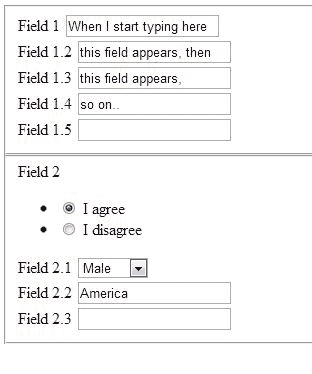 Field 1 When I start typing here
Field 1.2 this field appears, then
Field 1.3 this field appears,
Field 1.4 so on..
Field 1.5
Field 2
I agree
I disagree
Field 2.1 Male
Field 2.2 America
Field 2.3